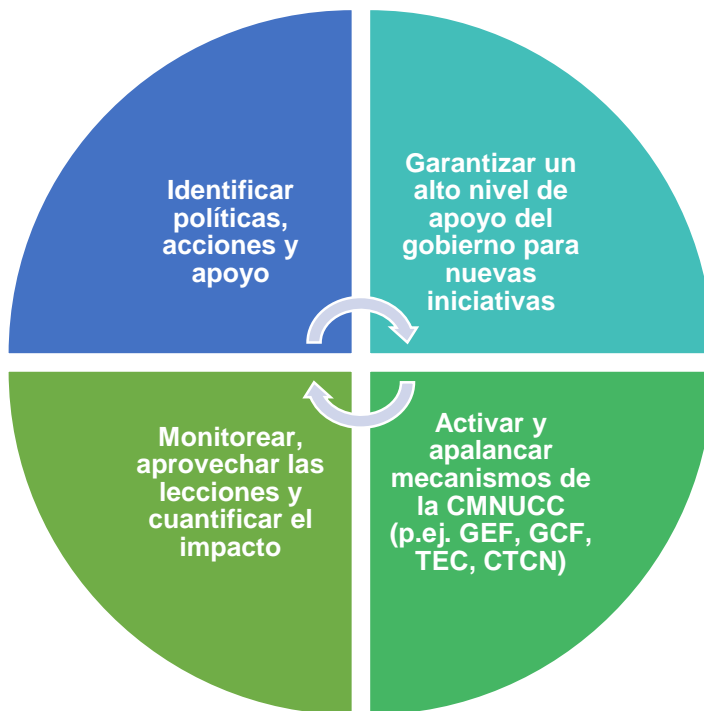 Identificar
políticas,
acciones y
apoyo
Garantizar un
alto nivel de
apoyo del
gobierno para
nuevas
iniciativas
Monitorear,
aprovechar las
lecciones y
cuantificar el
impacto
Activar y
apalancar
mecanismos de
la CMNUCC
(p.ej. GEF, GCF,
TEC, CTCN)